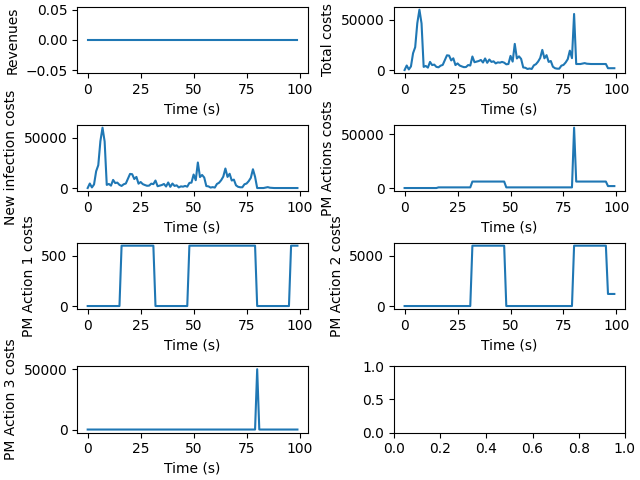 Revenues
0.05
0.00
−0.05
0 25 50 75 100
Time (s)
Total costs
50000
0
0 25 50 75 100
Time (s)
New infection costs
50000
0
0 25 50 75 100
Time (s)
PM Actions costs
50000
0
0 25 50 75 100
Time (s)
PM Action 1 costs
500
0
0 25 50 75 100
Time (s)
PM Action 2 costs
5000
0
0 25 50 75 100
Time (s)
PM Action 3 costs
50000
0
0 25 50 75 100
Time (s)
1.0
0.5
0.0
0.0 0.2 0.4 0.6 0.8 1.0